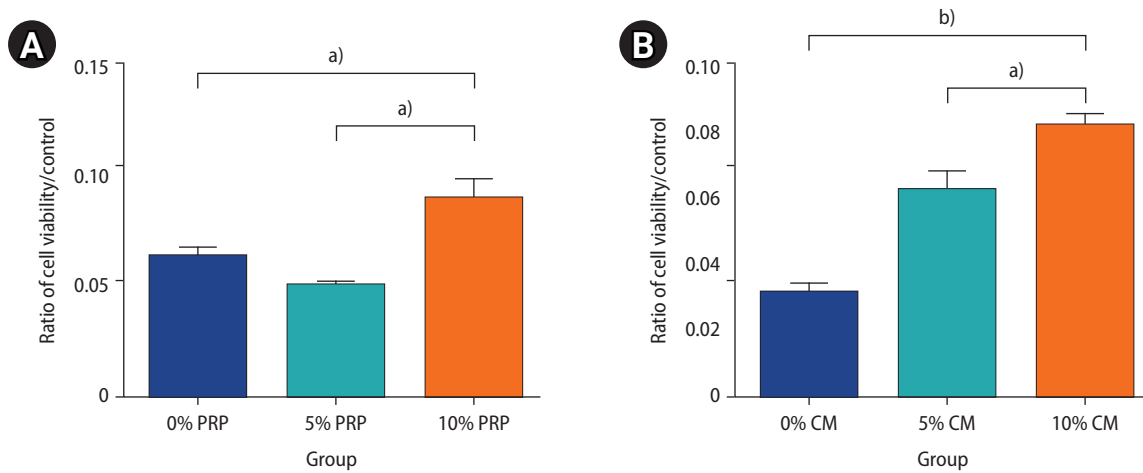 A
Ratio of cell viability/control
0.15
0.10
0.05
0
a)
a)
0% PRP 5% PRP 10% PRP
Group
B
Ratio of cell viability/control
0.10
0.08
0.06
0.04
0.02
0
b)
a)
0% CM 5% CM 10% CM
Group